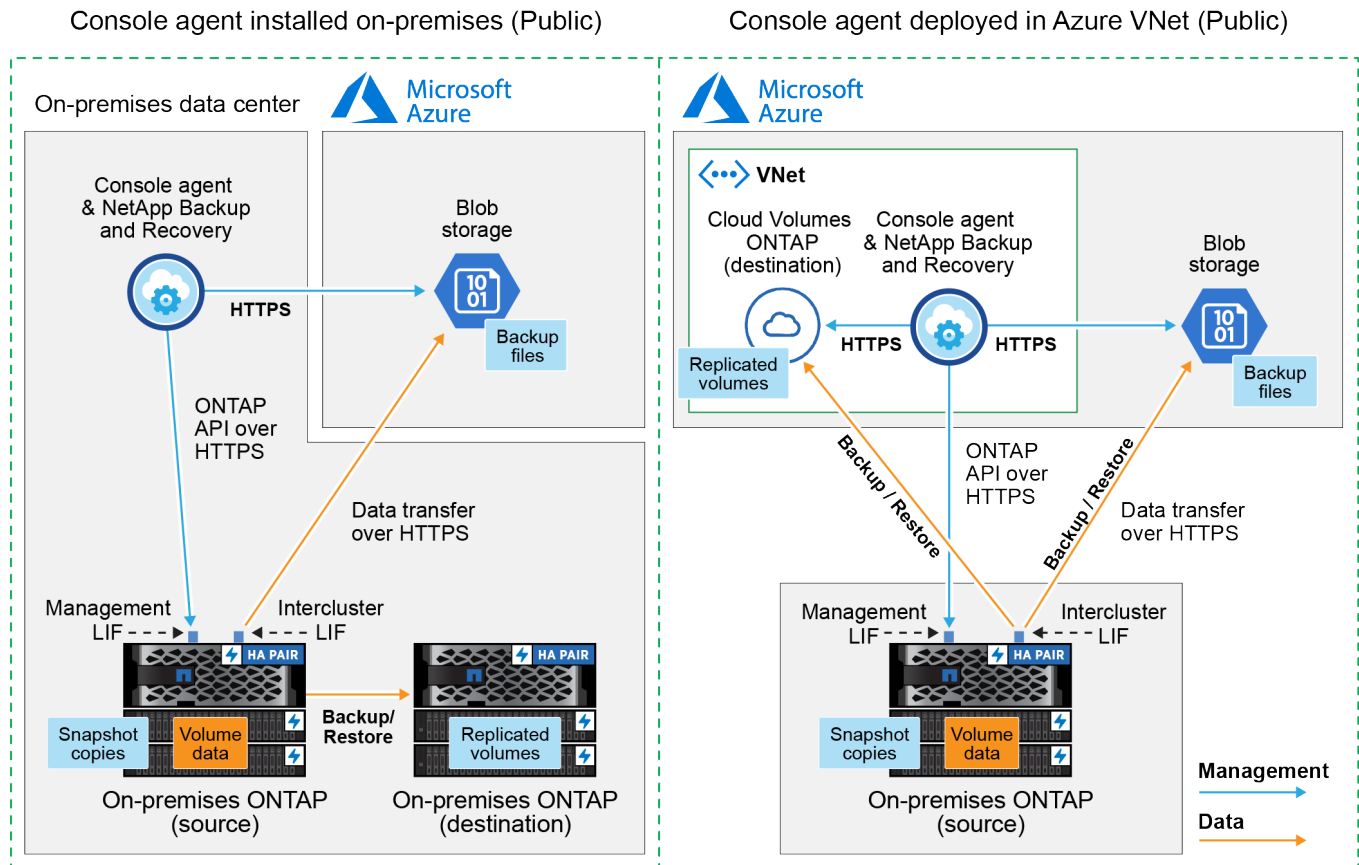 Console agent installed on-premises (Public)
On-premises data center
Microsoft
Azure
Console agent
& NetApp Backup
and Recovery
Blob
storage
10
01
HTTPS
Backup
files
ONTAP
API over
HTTPS
Data transfer
over HTTPS
Management
LIF
Intercluster
LIF
HA PAIR
HA PAIR
Backup/
Restore
Snapshot
copies
Volume
data
Replicated
volumes
On-premises ONTAP
(source)
On-premises ONTAP
(destination)
Console agent deployed in Azure VNet (Public)
Microsoft
Azure
VNet
Cloud Volumes
ONTAP
(destination)
Console agent
& NetApp Backup
and Recovery
Blob
storage
10
01
HTTPS
HTTPS
Replicated
volumes
Backup
files
Backup / Restore
ONTAP
API over
HTTPS
Backup / Restore
Data transfer
over HTTPS
Management
LIF
Intercluster
LIF
HA PAIR
Snapshot
copies
Volume
data
On-premises ONTAP
(source)
Management
Data